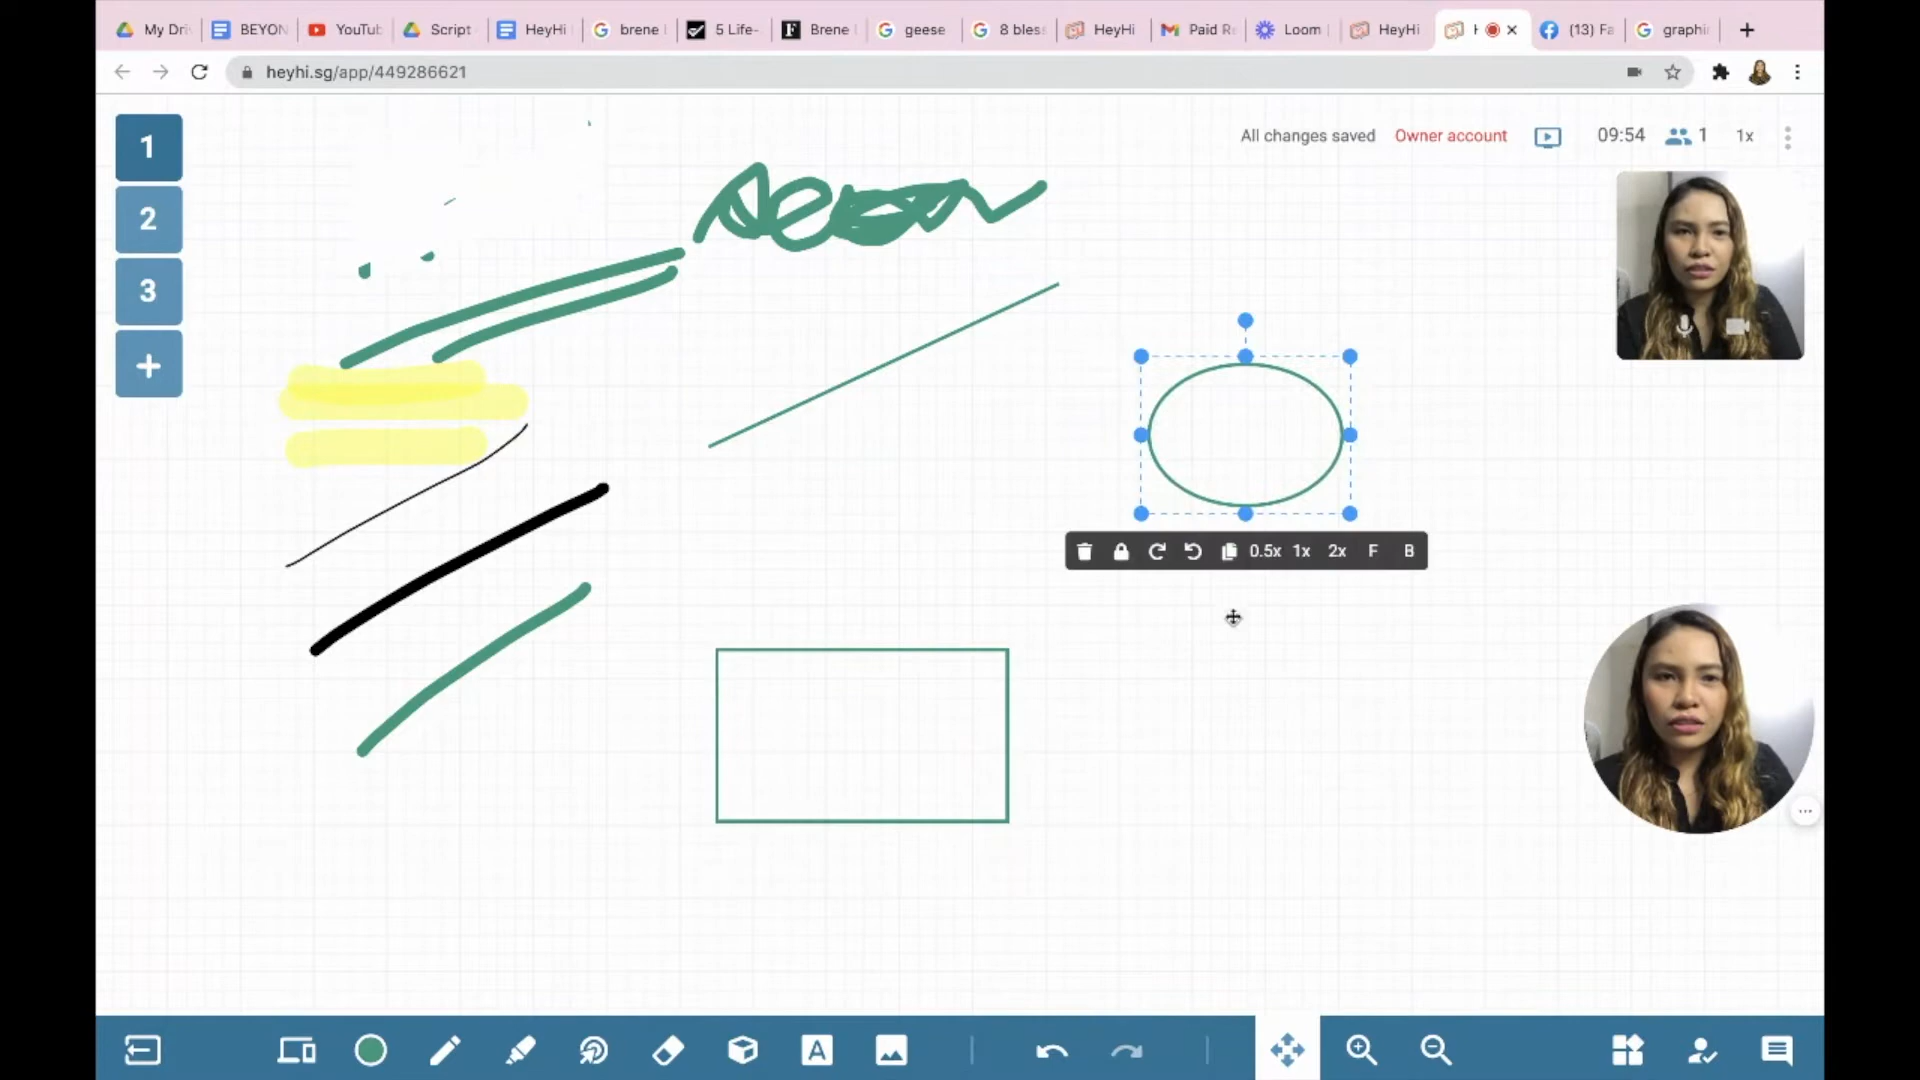 My Dri BEYON YouTub Script HeyHi brene 5 Life- Brene geese 8 bles HeyHi Paid Re Loom HeyHi (13) Fa graphi
heyhi.sg/app/449286621
1
2
3
+
All changes saved Owner account 09:54 1 1x
0.5x 1x 2x F B
A